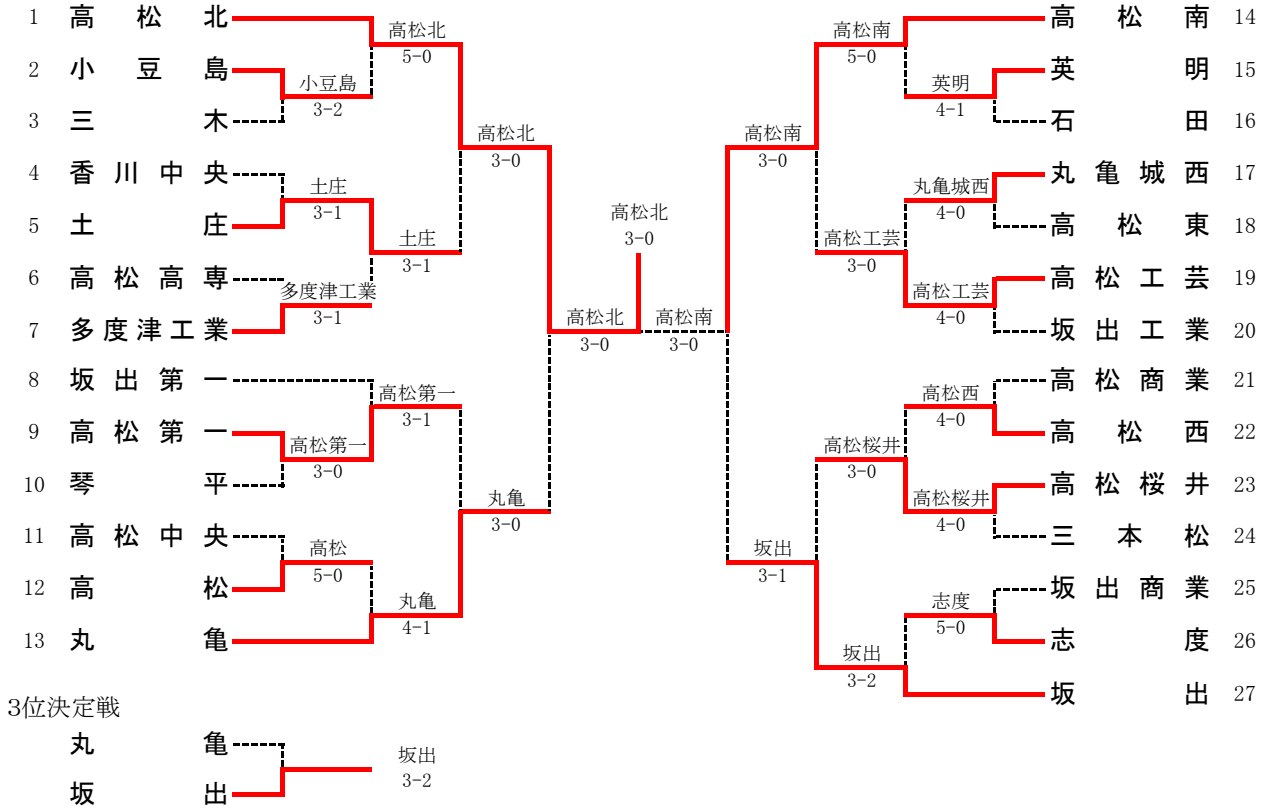 1 高松北
2 小豆島
3 三木
4 香川中央
5 土庄
6 高松高専
7 多度津工業
8 坂出第一
9 高松第一
10 琴平
11 高松中央
12 高松
13 丸亀
高松北
5-0
小豆島
3-2
土庄
3-1
多度津工業
3-1
高松第一
3-0
高松
5-0
土庄
3-1
高松第一
3-1
丸亀
4-1
高松北
3-0
丸亀
3-0
高松北
3-0
高松北
3-0
高松南
3-0
高松南
3-0
坂出
3-1
高松南
5-0
高松工芸
3-0
高松桜井
3-0
坂出
3-2
英明
4-1
丸亀城西
4-0
高松工芸
4-0
高松西
4-0
高松桜井
4-0
志度
5-0
高松南 14
英明 15
石田 16
丸亀城西 17
高松東 18
高松工芸 19
坂出工業 20
高松商業 21
高松西 22
高松桜井 23
三本松 24
坂出商業 25
志度 26
坂出 27
3位決定戦
丸亀
坂出
坂出
3-2